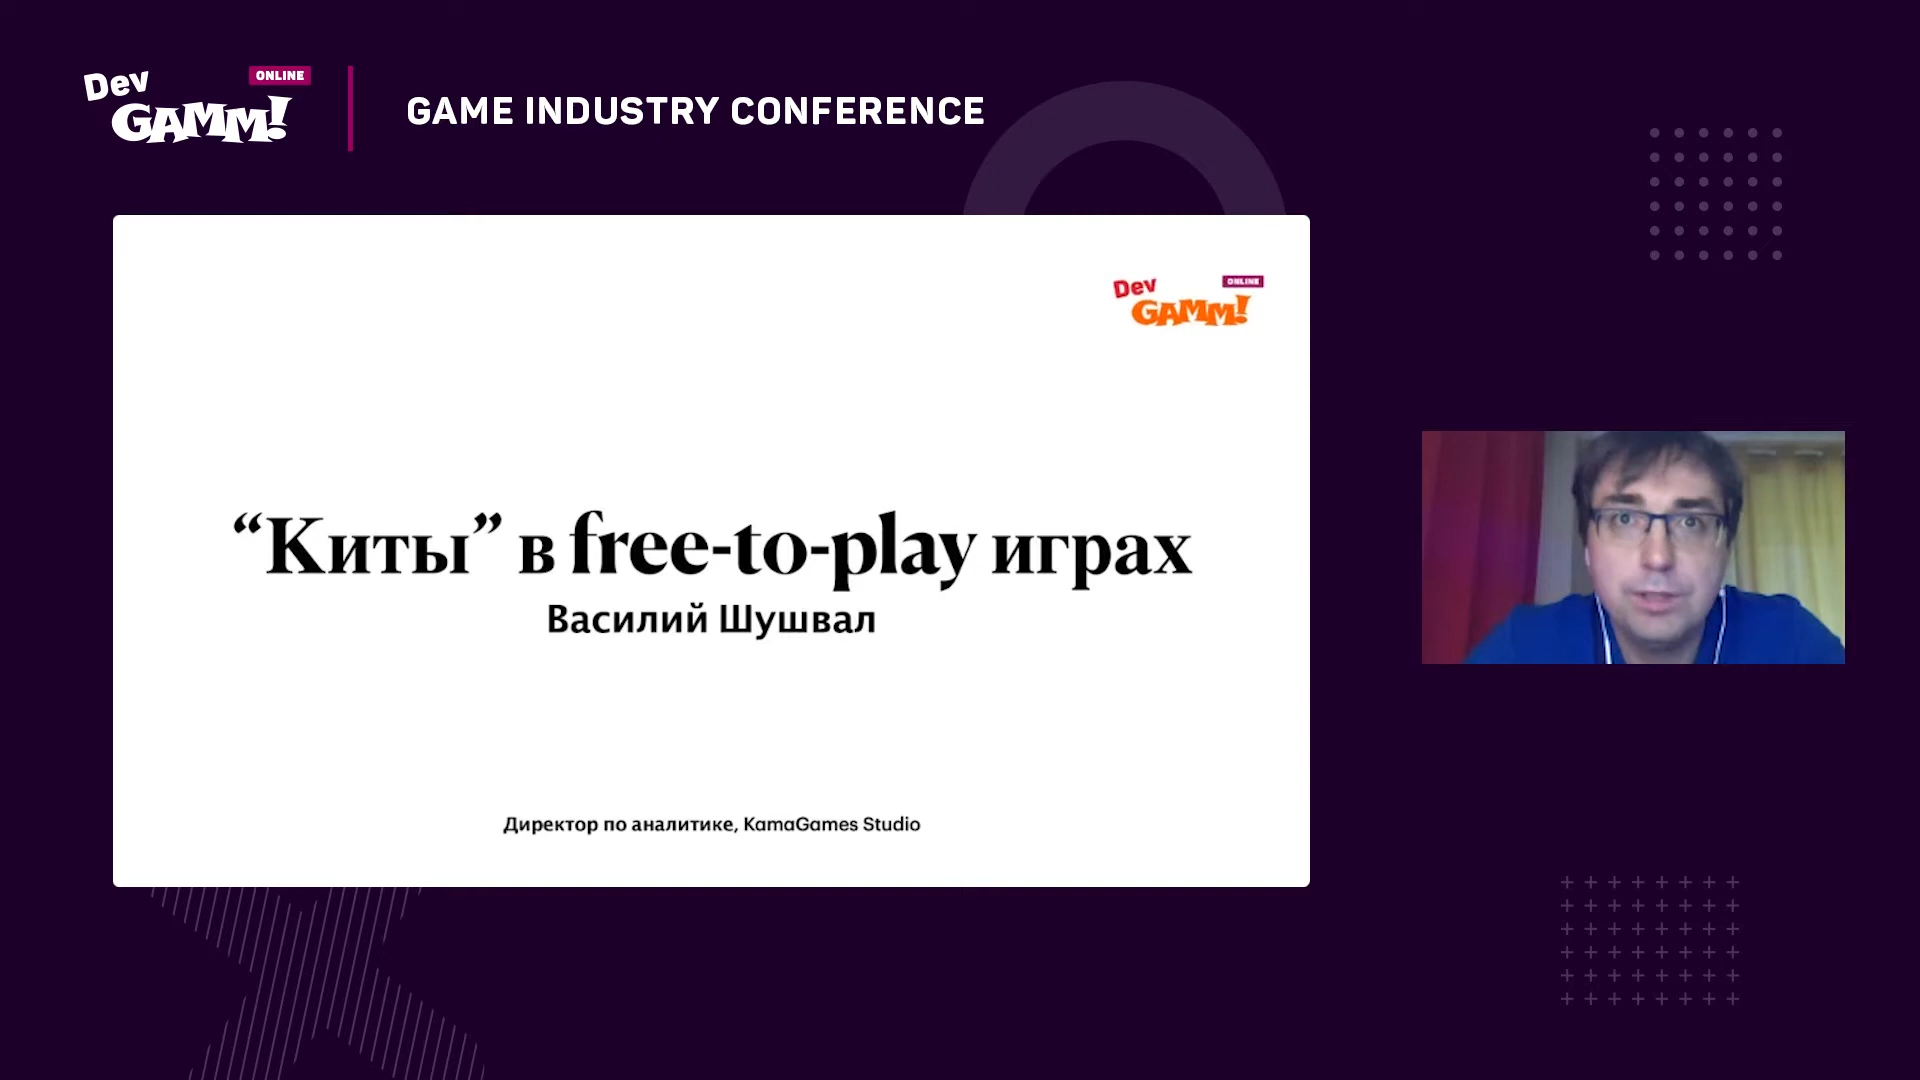 Dev
ONLINE
GAMM!
GAME INDUSTRY CONFERENCE
Dev
ONLINE
GAMM!
“Киты” в free-to-play играх
Василий Шушвал
Директор по аналитике, KamaGames Studio